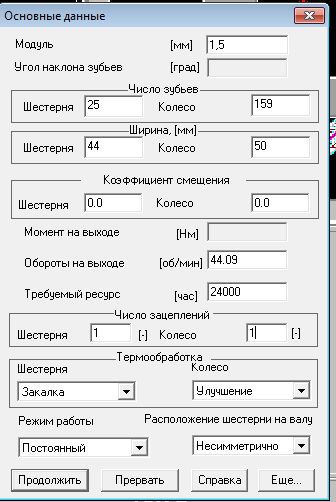 Основные данные
Модуль [мм] 1,5
Угол наклона зубьев [град]
Число зубьев
Шестерня 25 Колесо 159
Ширина, [мм]
Шестерня 44 Колесо 50
Коэффициент смещения
Шестерня 0.0 Колесо 0.0
Момент на выходе [Нм]
Обороты на выходе [об/мин] 44.09
Требуемый ресурс [час] 24000
Число зацеплений
Шестерня 1 [-] Колесо 1 [-]
Термообработка
Шестерня Колесо
Закалка Улучшение
Режим работы Расположение шестерни на валу
Постоянный Несимметрично
Продолжить Прервать Справка Еще...